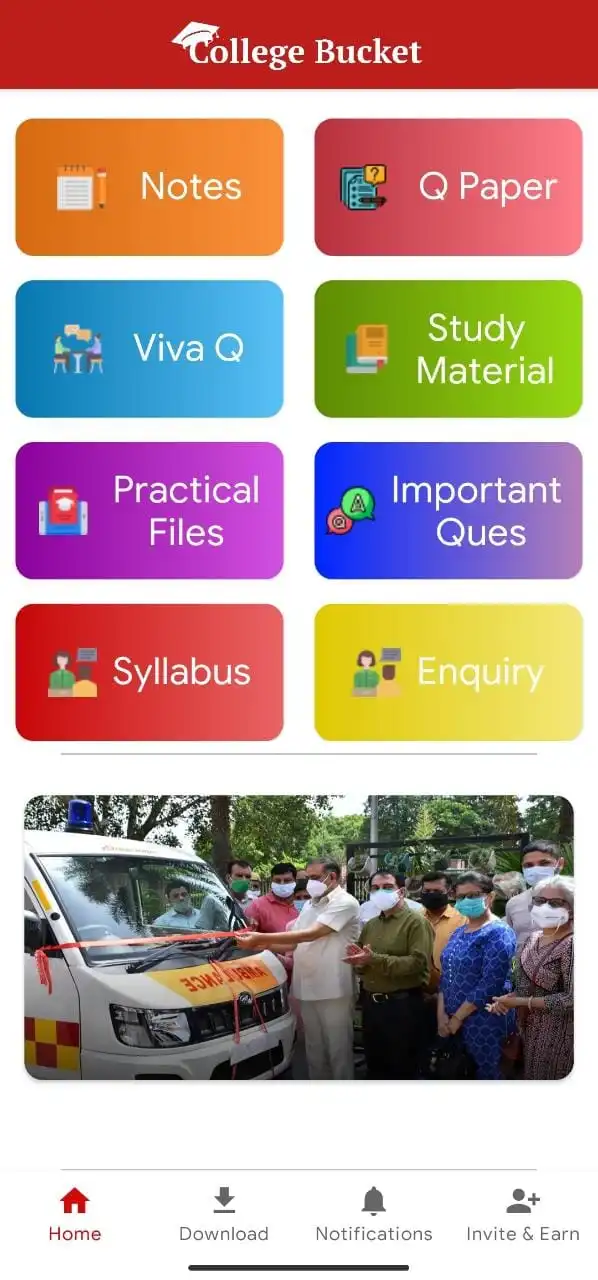 College Bucket
Notes
Q Paper
Viva Q
Study
Material
Practical
Files
Important
Ques
Syllabus
Enquiry
AMBULANCE
Home
Download
Notifications
Invite & Earn